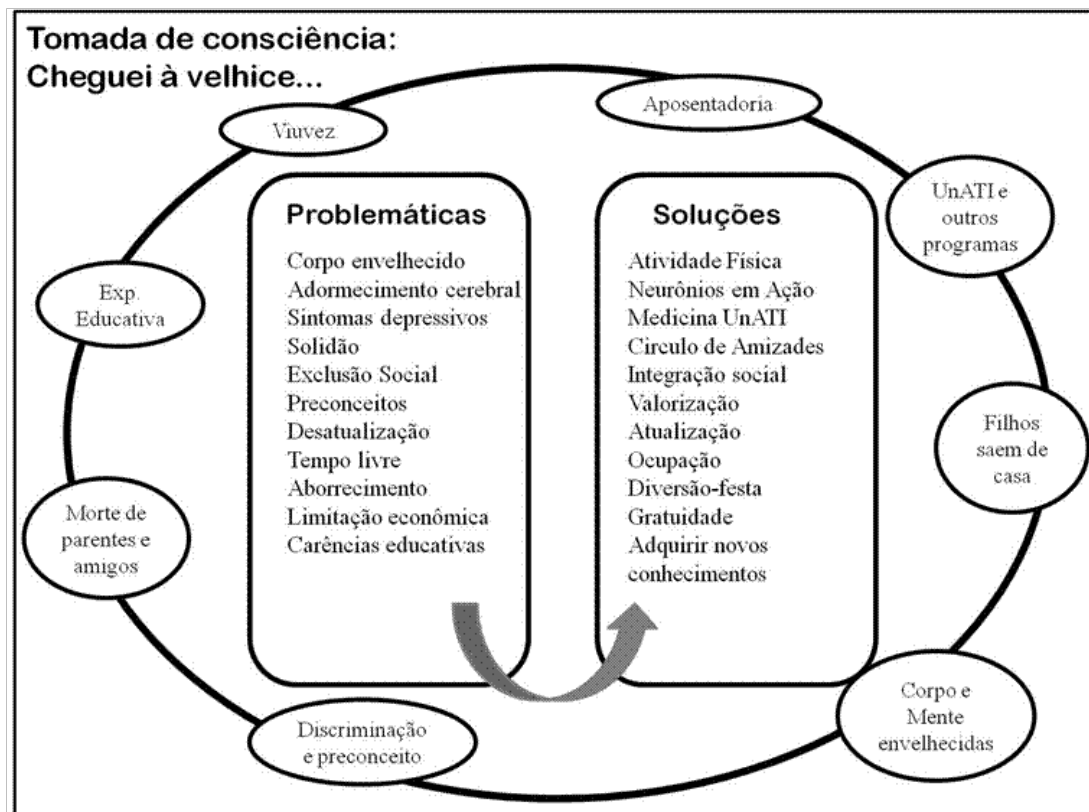 Tomada de consciência:
Cheguei à velhice...
Viuvez
Aposentadoria
UnATI e
outros
programas
Filhos
saem de
casa
Corpo e
Mente
envelhecidas
Discriminação
e preconceito
Morte de
parentes e
amigos
Exp.
Educativa
Problemáticas
Corpo envelhecido
Adormecimento cerebral
Sintomas depressivos
Solidão
Exclusão Social
Preconceitos
Desatualização
Tempo livre
Aborrecimento
Limitação econômica
Carências educativas
Soluções
Atividade Física
Neurônios em Ação
Medicina UnATI
Circulo de Amizades
Integração social
Valorização
Atualização
Ocupação
Diversão-festa
Gratuidade
Adquirir novos
conhecimentos